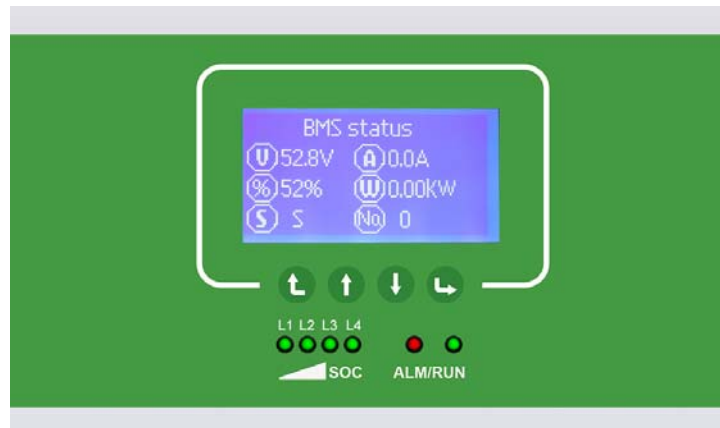 BMS status
V 52.8V A 0.0A
% 52% W 0.00KW
S S No 0
L1 L2 L3 L4
SOC ALM/RUN